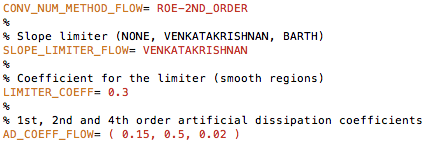 CONV_NUM_METHOD_FLOW= ROE-2ND_ORDER
%
% Slope limiter (NONE, VENKATAKRISHNAN, BARTH)
SLOPE_LIMITER_FLOW= VENKATAKRISHNAN
%
% Coefficient for the limiter (smooth regions)
LIMITER_COEFF= 0.3
%
% 1st, 2nd and 4th order artificial dissipation coefficients
AD_COEFF_FLOW= ( 0.15, 0.5, 0.02 )